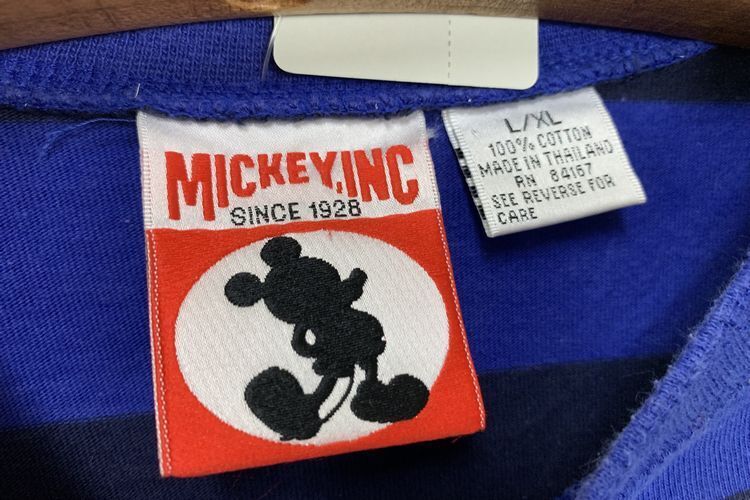 MICKEY, INC
SINCE 1928
L/XL
100% COTTON
MADE IN THAILAND
RN 84167
SEE REVERSE FOR
CARE